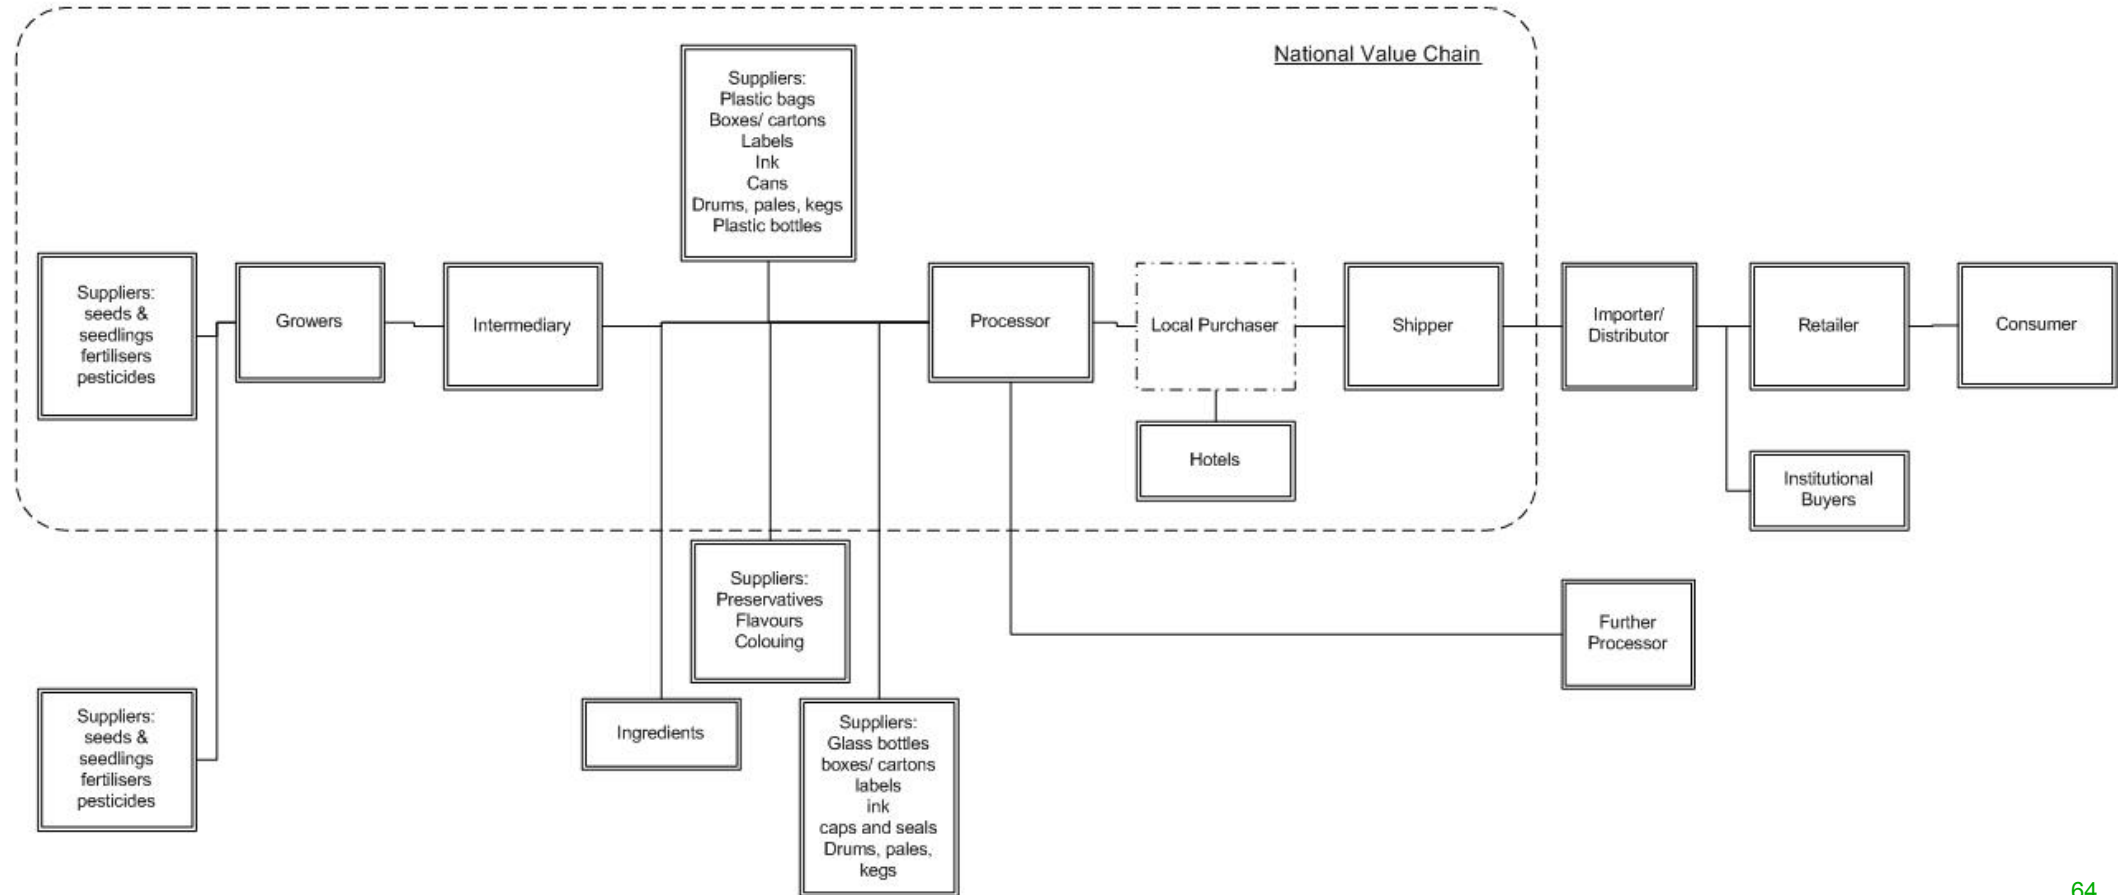 National Value Chain
Suppliers:
Plastic bags
Boxes/ cartons
Labels
Ink
Cans
Drums, pales, kegs
Plastic bottles
Suppliers:
seeds &
seedlings
fertilisers
pesticides
Growers
Intermediary
Processor
Local Purchaser
Shipper
Importer/
Distributor
Retailer
Consumer
Hotels
Institutional
Buyers
Suppliers:
Preservatives
Flavours
Colouing
Further
Processor
Suppliers:
seeds &
seedlings
fertilisers
pesticides
Ingredients
Suppliers:
Glass bottles
boxes/ cartons
labels
ink
caps and seals
Drums, pales,
kegs
64